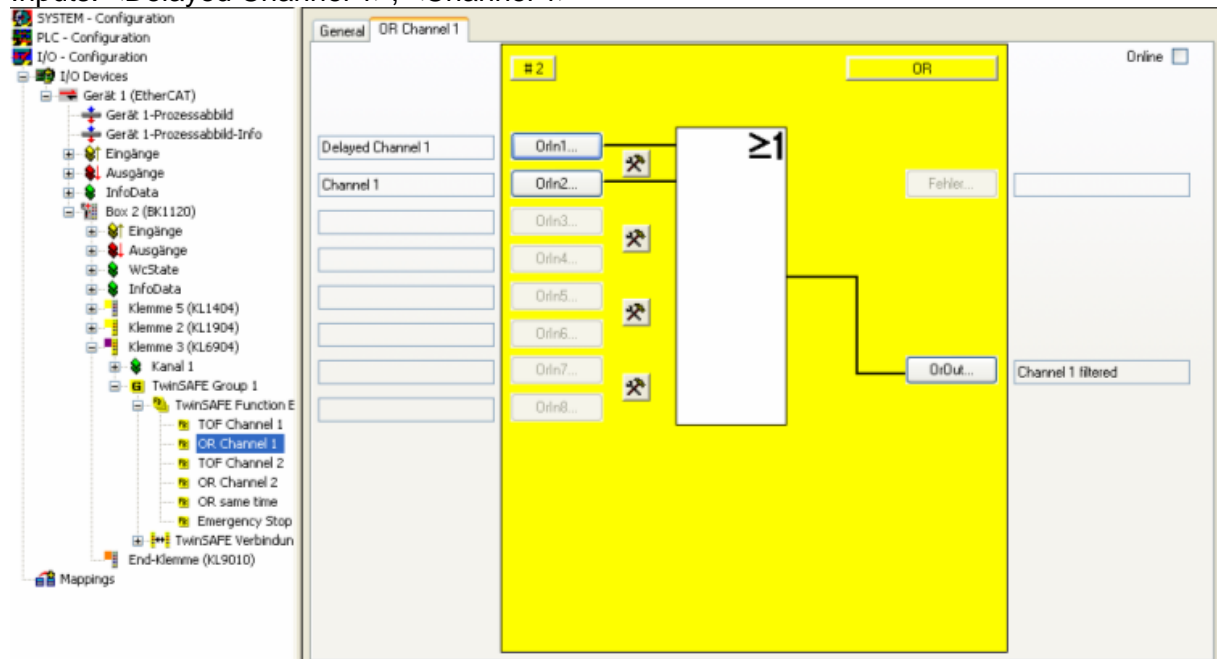 Inputs: <Delayed Channel 1>, <Channel 1>
SYSTEM - Configuration
PLC - Configuration
I/O - Configuration
I/O Devices
Gerät 1 (EtherCAT)
Gerät 1-Prozessabbild
Gerät 1-Prozessabbild-Info
Eingänge
Ausgänge
InfoData
Box 2 (BK1120)
Eingänge
Ausgänge
WcState
InfoData
Klemme 5 (KL1404)
Klemme 2 (KL1904)
Klemme 3 (KL6904)
Kanal 1
TwinSAFE Group 1
TwinSAFE Function E
TOF Channel 1
OR Channel 1
TOF Channel 2
OR Channel 2
OR same time
Emergency Stop
TwinSAFE Verbindun
End-Klemme (KL9010)
Mappings
General
OR Channel 1
Online
# 2
OR
Delayed Channel 1
OrIn1...
≥1
Channel 1
OrIn2...
Fehler...
OrIn3...
OrIn4...
OrIn5...
OrIn6...
OrIn7...
OrOut...
Channel 1 filtered
OrIn8...